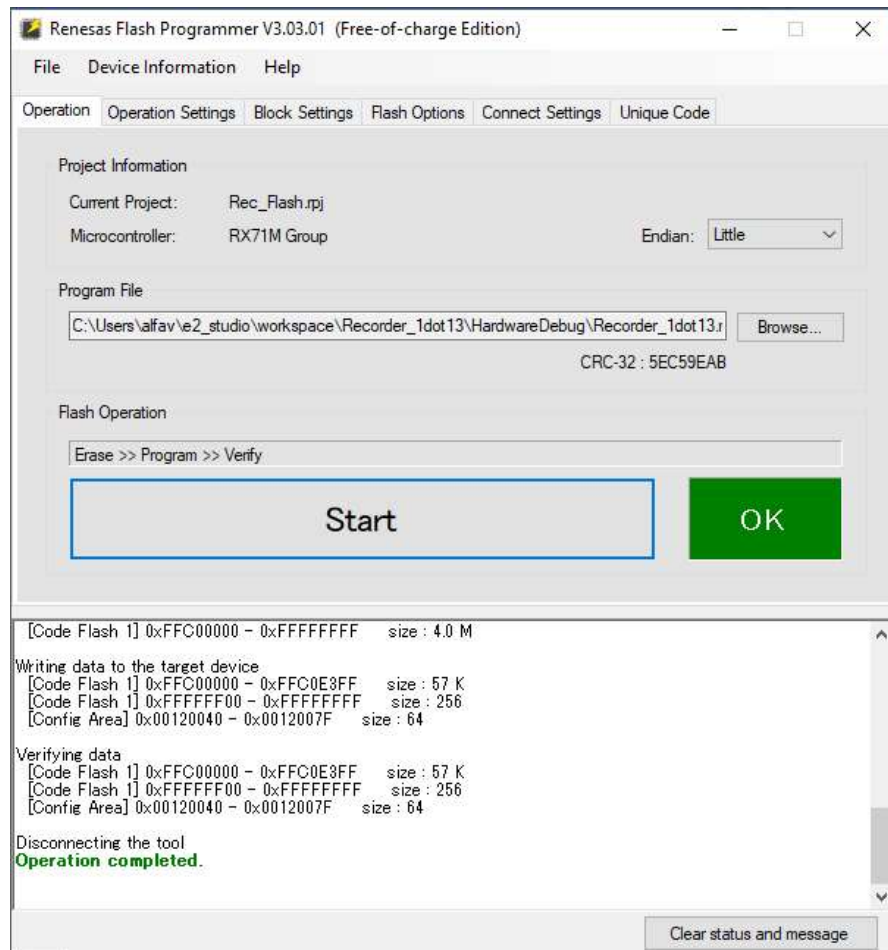 Renesas Flash Programmer V3.03.01 (Free-of-charge Edition)
File Device Information Help
Operation Operation Settings Block Settings Flash Options Connect Settings Unique Code
Project Information
Current Project: Rec_Flash.rpj
Microcontroller: RX71M Group Endian: Little
Program File
C:\Users\alfav\e2_studio\workspace\Recorder_1dot13\HardwareDebug\Recorder_1dot13.r Browse...
CRC-32 : 5EC59EAB
Flash Operation
Erase >> Program >> Verify
Start OK
[Code Flash 1] 0xFFC00000 - 0xFFFFFFFF size : 4.0 M
Writing data to the target device
[Code Flash 1] 0xFFC00000 - 0xFFC0E3FF size : 57 K
[Code Flash 1] 0xFFFFFF00 - 0xFFFFFFFF size : 256
[Config Area] 0x00120040 - 0x0012007F size : 64
Verifying data
[Code Flash 1] 0xFFC00000 - 0xFFC0E3FF size : 57 K
[Code Flash 1] 0xFFFFFF00 - 0xFFFFFFFF size : 256
[Config Area] 0x00120040 - 0x0012007F size : 64
Disconnecting the tool
Operation completed.
Clear status and message